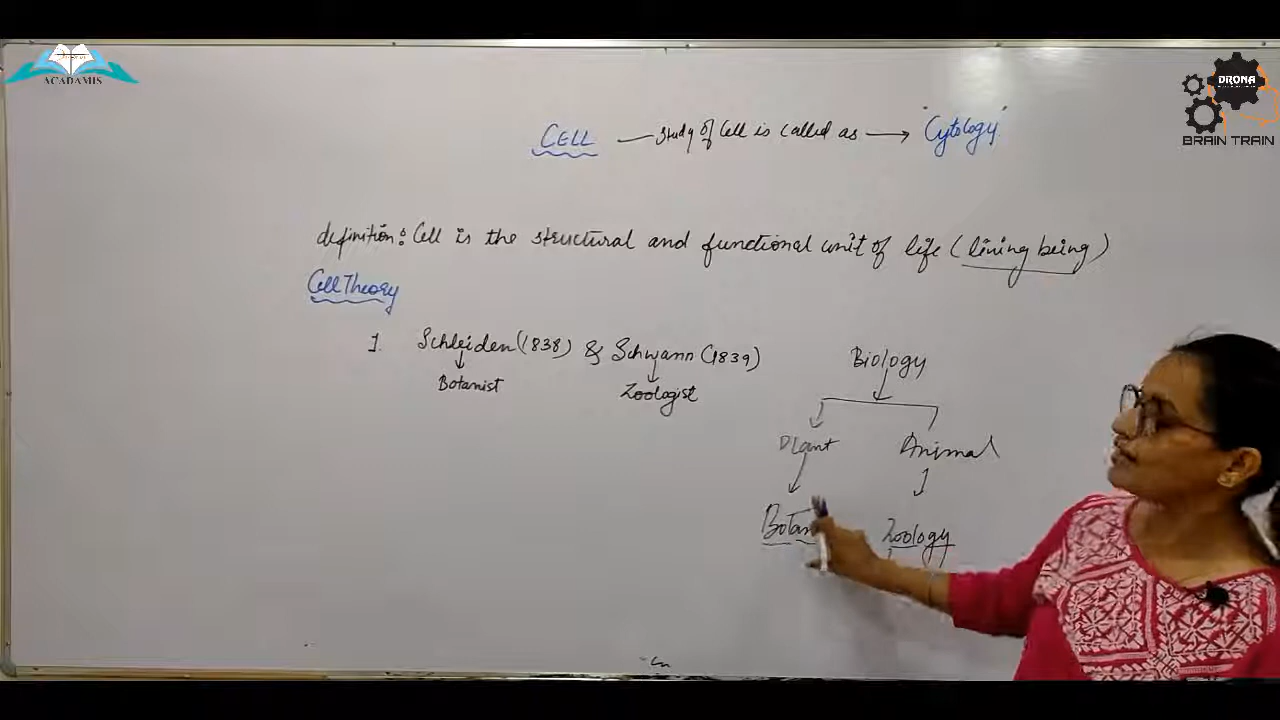 ACADAMIS
DRONA
BRAIN TRAIN
CELL — Study of Cell is called as → "Cytology"
definition: Cell is the structural and functional unit of life (living being)
Cell Theory
1. Schleiden (1838) & Schwann (1839)
Botanist Zoologist
Biology
Plant Animal
Botan Zoology